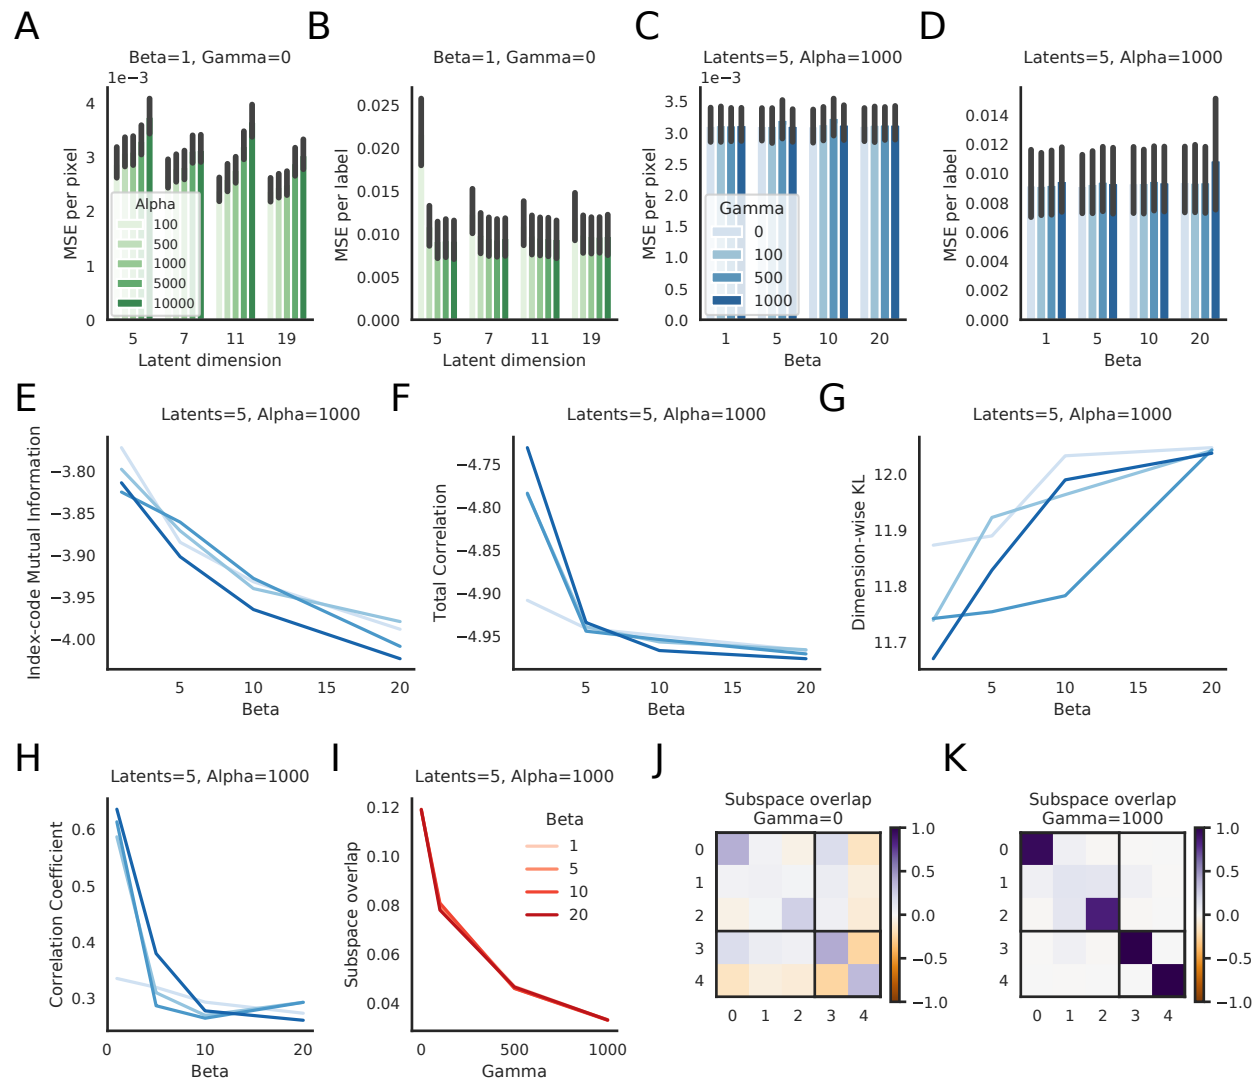 A
B
C
D
Beta=1, Gamma=0
Beta=1, Gamma=0
Latents=5, Alpha=1000
Latents=5, Alpha=1000
1e−3
1e−3
MSE per pixel
4
3
2
1
0
Alpha
100
500
1000
5000
10000
5 7 11 19
Latent dimension
MSE per label
0.025
0.020
0.015
0.010
0.005
0.000
5 7 11 19
Latent dimension
MSE per pixel
3.5
3.0
2.5
2.0
1.5
1.0
0.5
0.0
Gamma
0
100
500
1000
1 5 10 20
Beta
MSE per label
0.014
0.012
0.010
0.008
0.006
0.004
0.002
0.000
1 5 10 20
Beta
E
F
G
Latents=5, Alpha=1000
Latents=5, Alpha=1000
Latents=5, Alpha=1000
Index-code Mutual Information
−3.80
−3.85
−3.90
−3.95
−4.00
5 10 15 20
Beta
Total Correlation
−4.75
−4.80
−4.85
−4.90
−4.95
5 10 15 20
Beta
Dimension-wise KL
12.0
11.9
11.8
11.7
5 10 15 20
Beta
H
I
J
K
Latents=5, Alpha=1000
Latents=5, Alpha=1000
Subspace overlap
Gamma=0
Subspace overlap
Gamma=1000
Correlation Coefficient
0.6
0.5
0.4
0.3
0 10 20
Beta
Subspace overlap
0.12
0.10
0.08
0.06
0.04
Beta
1
5
10
20
0 500 1000
Gamma
0
1
2
3
4
0 1 2 3 4
1.0
0.5
0.0
−0.5
−1.0
0
1
2
3
4
0 1 2 3 4
1.0
0.5
0.0
−0.5
−1.0